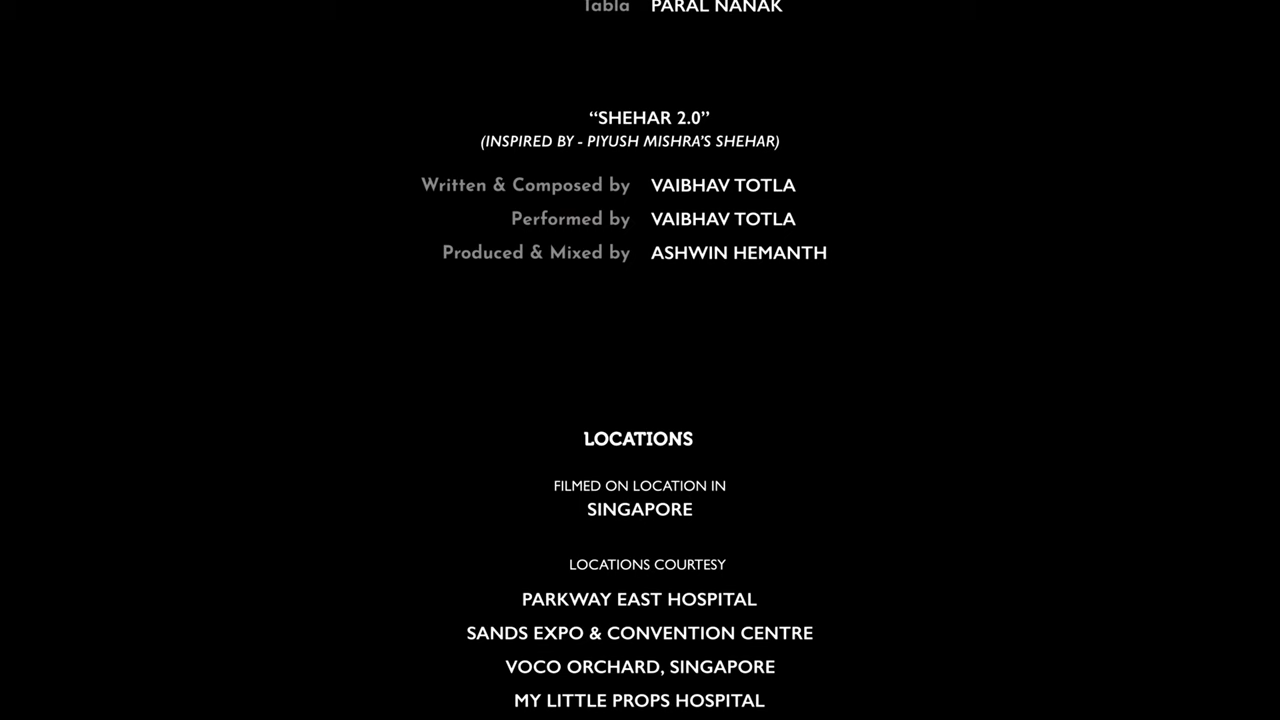 Tabla PARAL NANAK
“SHEHAR 2.0”
(INSPIRED BY - PIYUSH MISHRA’S SHEHAR)
Written & Composed by VAIBHAV TOTLA
Performed by VAIBHAV TOTLA
Produced & Mixed by ASHWIN HEMANTH
LOCATIONS
FILMED ON LOCATION IN
SINGAPORE
LOCATIONS COURTESY
PARKWAY EAST HOSPITAL
SANDS EXPO & CONVENTION CENTRE
VOCO ORCHARD, SINGAPORE
MY LITTLE PROPS HOSPITAL